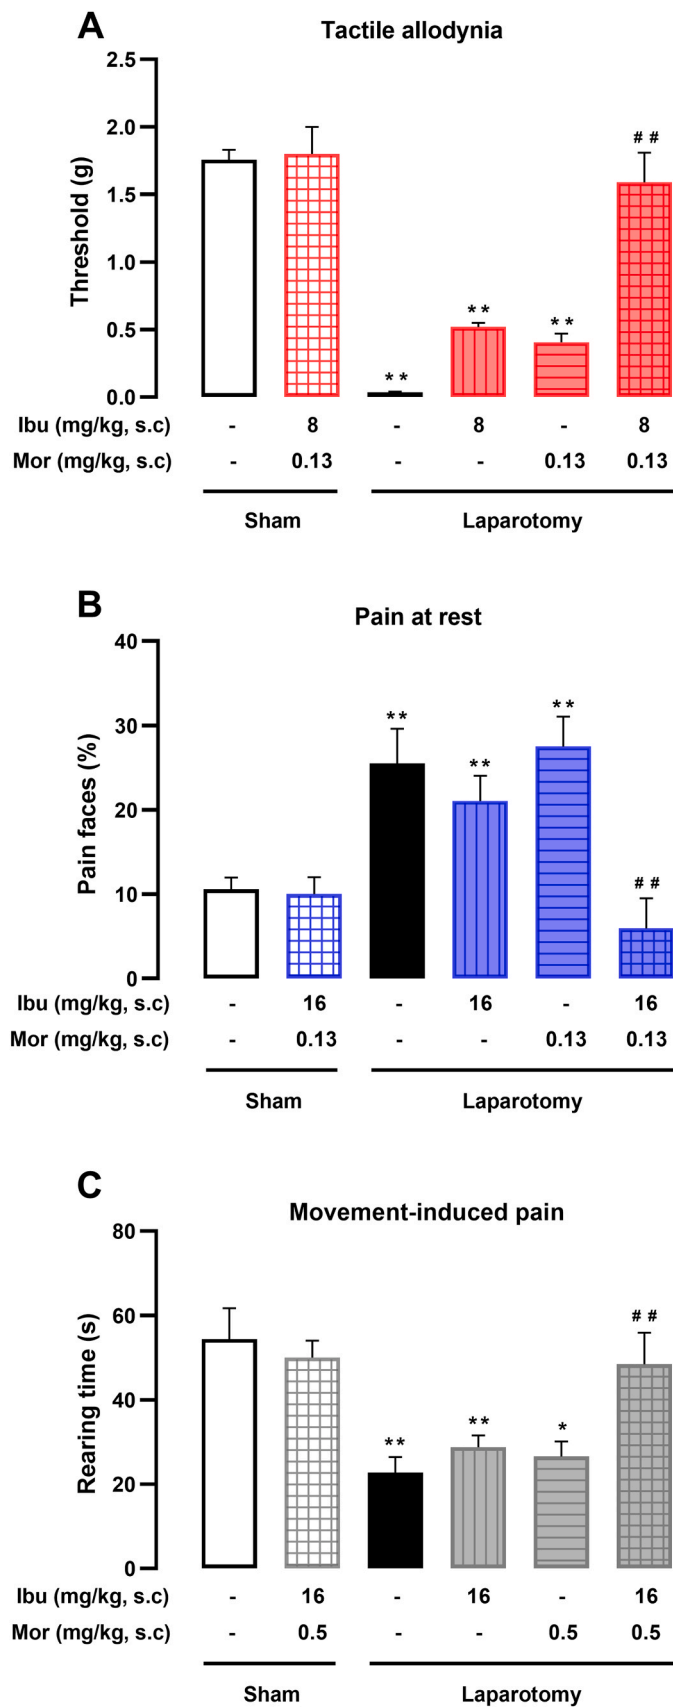 A
Tactile allodynia
2.5
2.0
1.5
1.0
0.5
0.0
Threshold (g)
# #
* *
* *
* *
Ibu (mg/kg, s.c) - 8 - 8 - 8
Mor (mg/kg, s.c) - 0.13 - - 0.13 0.13
Sham Laparotomy
B
Pain at rest
40
30
20
10
0
Pain faces (%)
* *
* *
* *
# #
Ibu (mg/kg, s.c) - 16 - 16 - 16
Mor (mg/kg, s.c) - 0.13 - - 0.13 0.13
Sham Laparotomy
C
Movement-induced pain
80
60
40
20
0
Rearing time (s)
* *
* *
*
# #
Ibu (mg/kg, s.c) - 16 - 16 - 16
Mor (mg/kg, s.c) - 0.5 - - 0.5 0.5
Sham Laparotomy